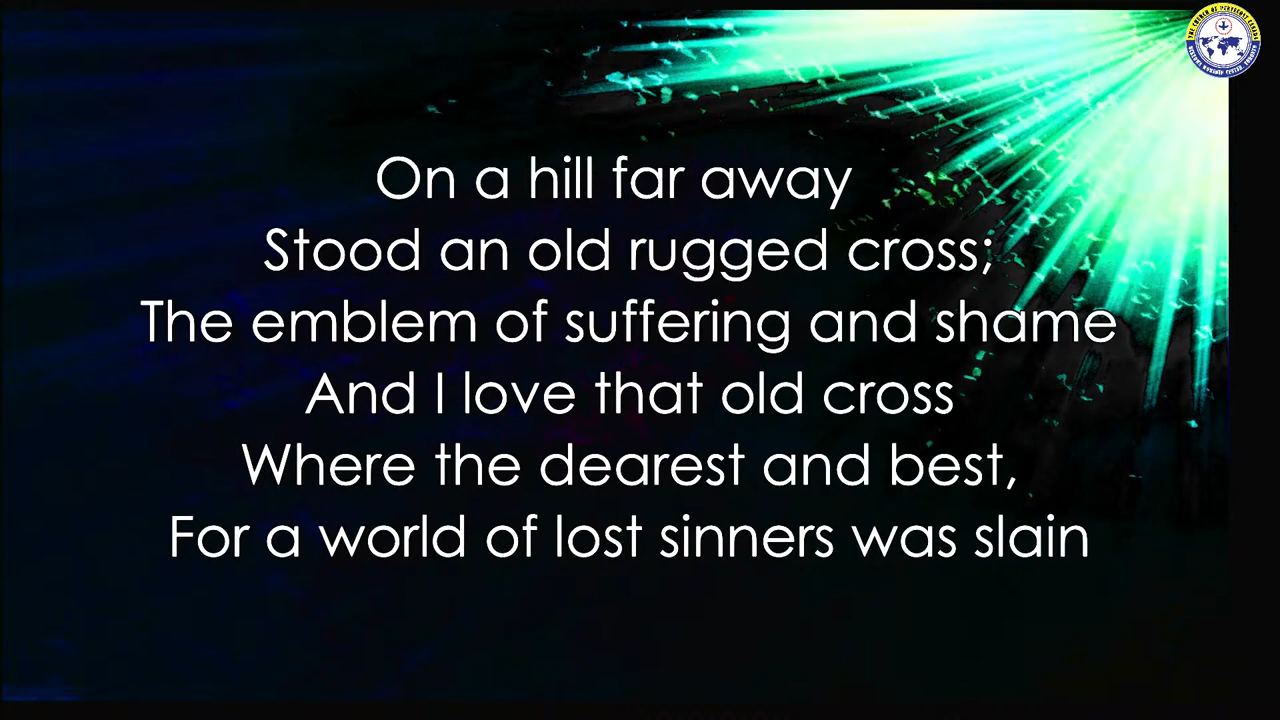 On a hill far away
Stood an old rugged cross;
The emblem of suffering and shame
And I love that old cross
Where the dearest and best,
For a world of lost sinners was slain